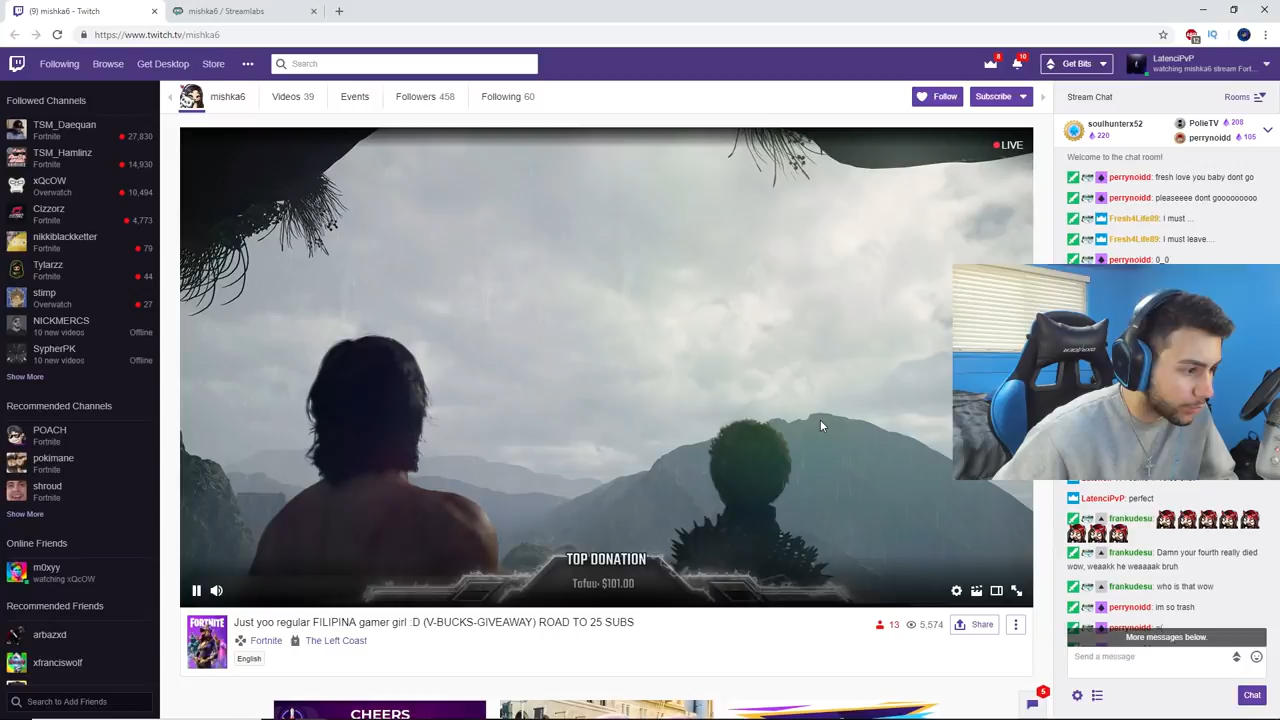 (9) mishka6 - Twitch
mishka6 / Streamlabs
https://www.twitch.tv/mishka6
Following
Browse
Get Desktop
Store
Search
8
10
Get Bits
LatenciPvP
watching mishka6 stream Fort...
Followed Channels
TSM_Daequan
Fortnite
27,830
TSM_Hamlinz
Fortnite
14,930
xQcOW
Overwatch
10,494
Cizzorz
Fortnite
4,773
nikkiblackketter
Fortnite
79
Tylarzz
Fortnite
44
stimp
Overwatch
27
NICKMERCS
10 new videos
Offline
SypherPK
10 new videos
Offline
Show More
Recommended Channels
POACH
Fortnite
pokimane
Fortnite
shroud
Fortnite
Show More
Online Friends
m0xyy
watching xQcOW
Recommended Friends
arbazxd
xfranciswolf
Search to Add Friends
mishka6
Videos 39
Events
Followers 458
Following 60
Follow
Subscribe
LIVE
TOP DONATION
Tofuu: $101.00
Just yoo regular FILIPINA gamer girl :D (V-BUCKS-GIVEAWAY) ROAD TO 25 SUBS
Fortnite
The Left Coast
English
13
5,574
Share
CHEERS
FORTNITE
Stream Chat
Rooms
soulhunterx52
220
PolieTV 208
perrynoidd 105
Welcome to the chat room!
perrynoidd: fresh love you baby dont go
perrynoidd: pleaseeee dont gooooooooo
Fresh4Life89: I must ...
Fresh4Life89: I must leave....
perrynoidd: 0_0
LatenciPvP: perfect
frankudesu:
frankudesu: Damn your fourth really died
wow, weaakk he weaaaak bruh
frankudesu: who is that wow
perrynoidd: im so trash
More messages below.
Send a message
5
Chat